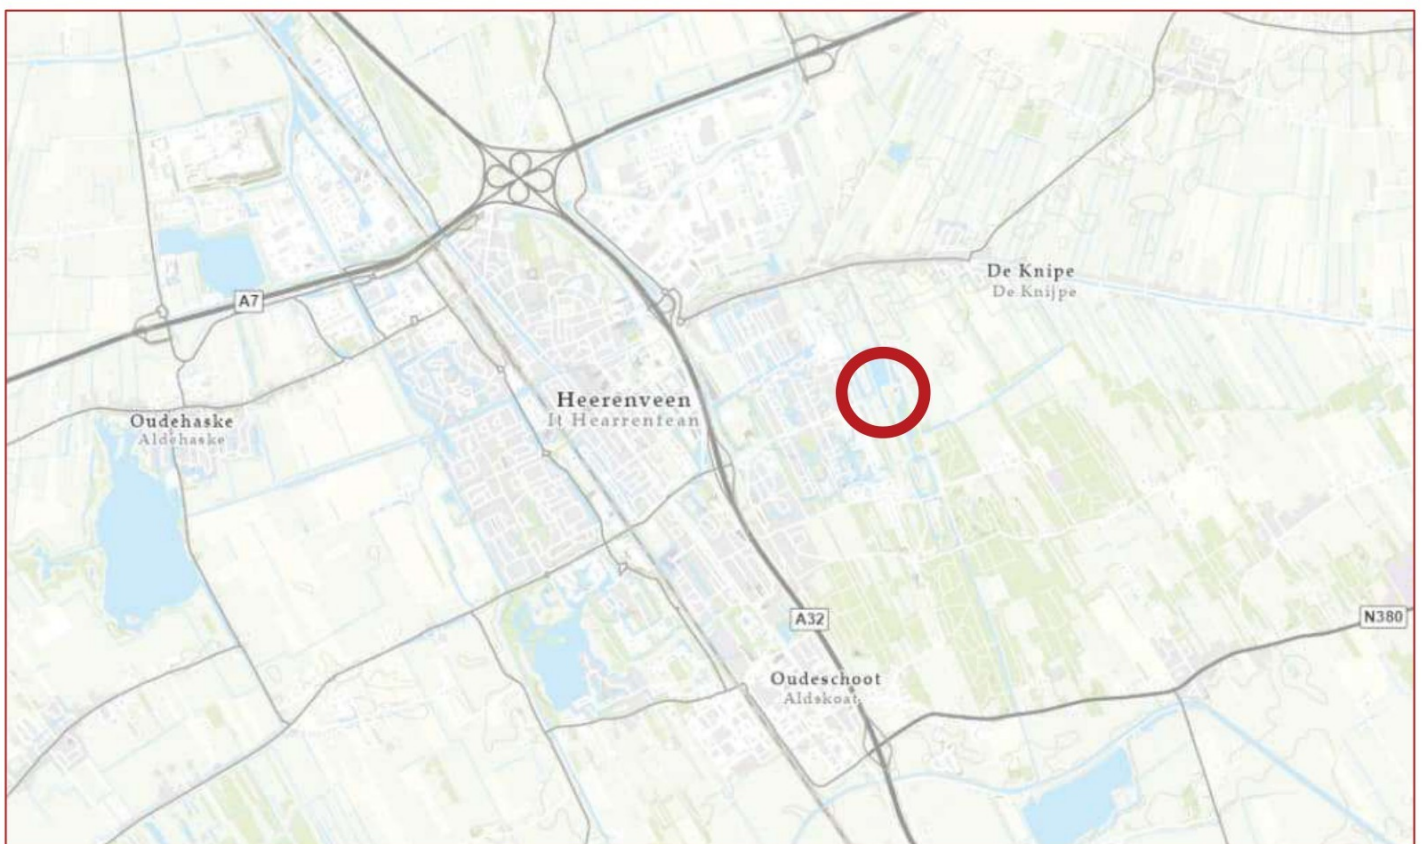 De Knipe
De Knijpe
A7
Heerenveen
It Hearrenfean
Oudehaske
Aldehaske
A32
N380
Oudeschoot
Aldskoat